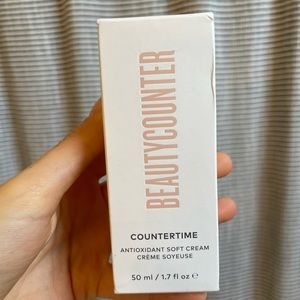 BEAUTYCOUNTER
COUNTERTIME
ANTIOXIDANT SOFT CREAM
CRÈME SOYEUSE
50 ml / 1.7 fl oz ℮